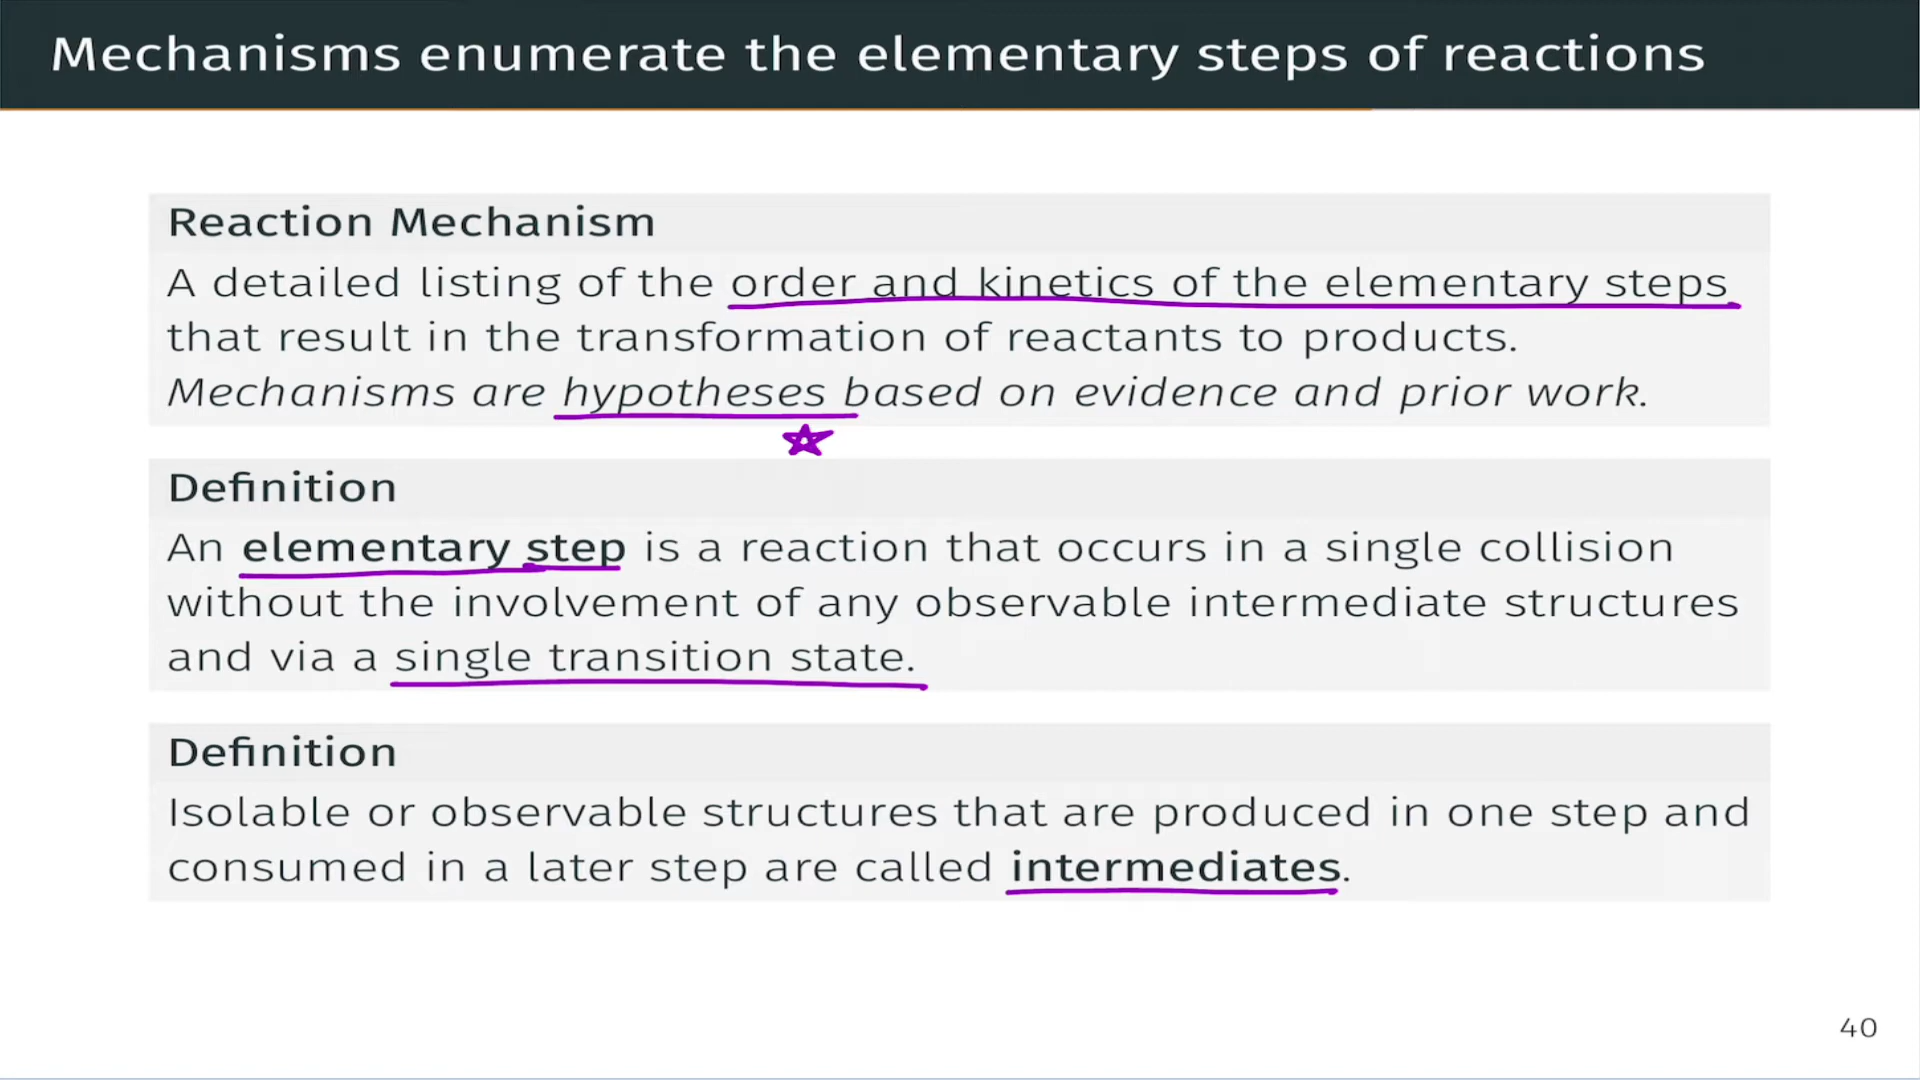 Mechanisms enumerate the elementary steps of reactions
Reaction Mechanism
A detailed listing of the order and kinetics of the elementary steps
that result in the transformation of reactants to products.
Mechanisms are hypotheses based on evidence and prior work.
Definition
An elementary step is a reaction that occurs in a single collision
without the involvement of any observable intermediate structures
and via a single transition state.
Definition
Isolable or observable structures that are produced in one step and
consumed in a later step are called intermediates.
40